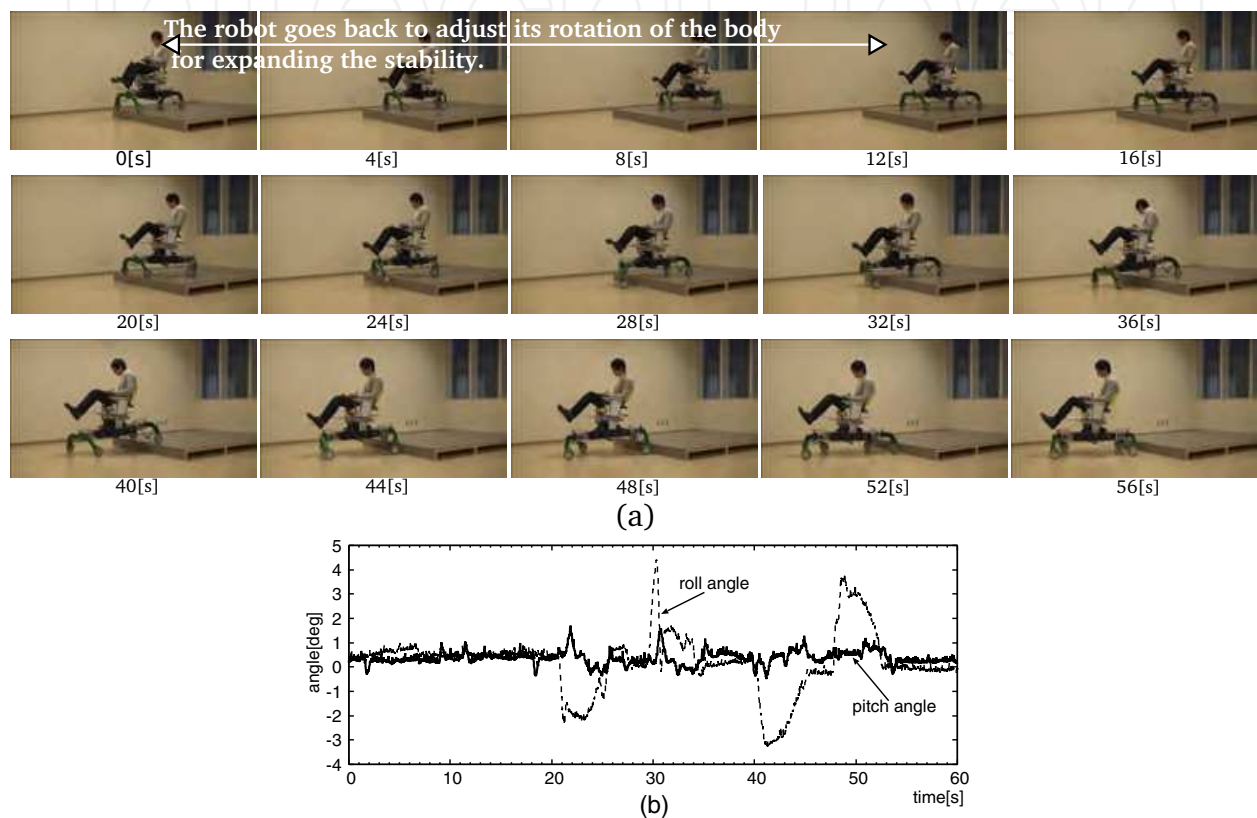 The robot goes back to adjust its rotation of the body
for expanding the stability.
0[s]
4[s]
8[s]
12[s]
16[s]
20[s]
24[s]
28[s]
32[s]
36[s]
40[s]
44[s]
48[s]
52[s]
56[s]
(a)
5
4
3
2
1
0
-1
-2
-3
-4
angle[deg]
roll angle
pitch angle
0
10
20
30
40
50
60
time[s]
(b)